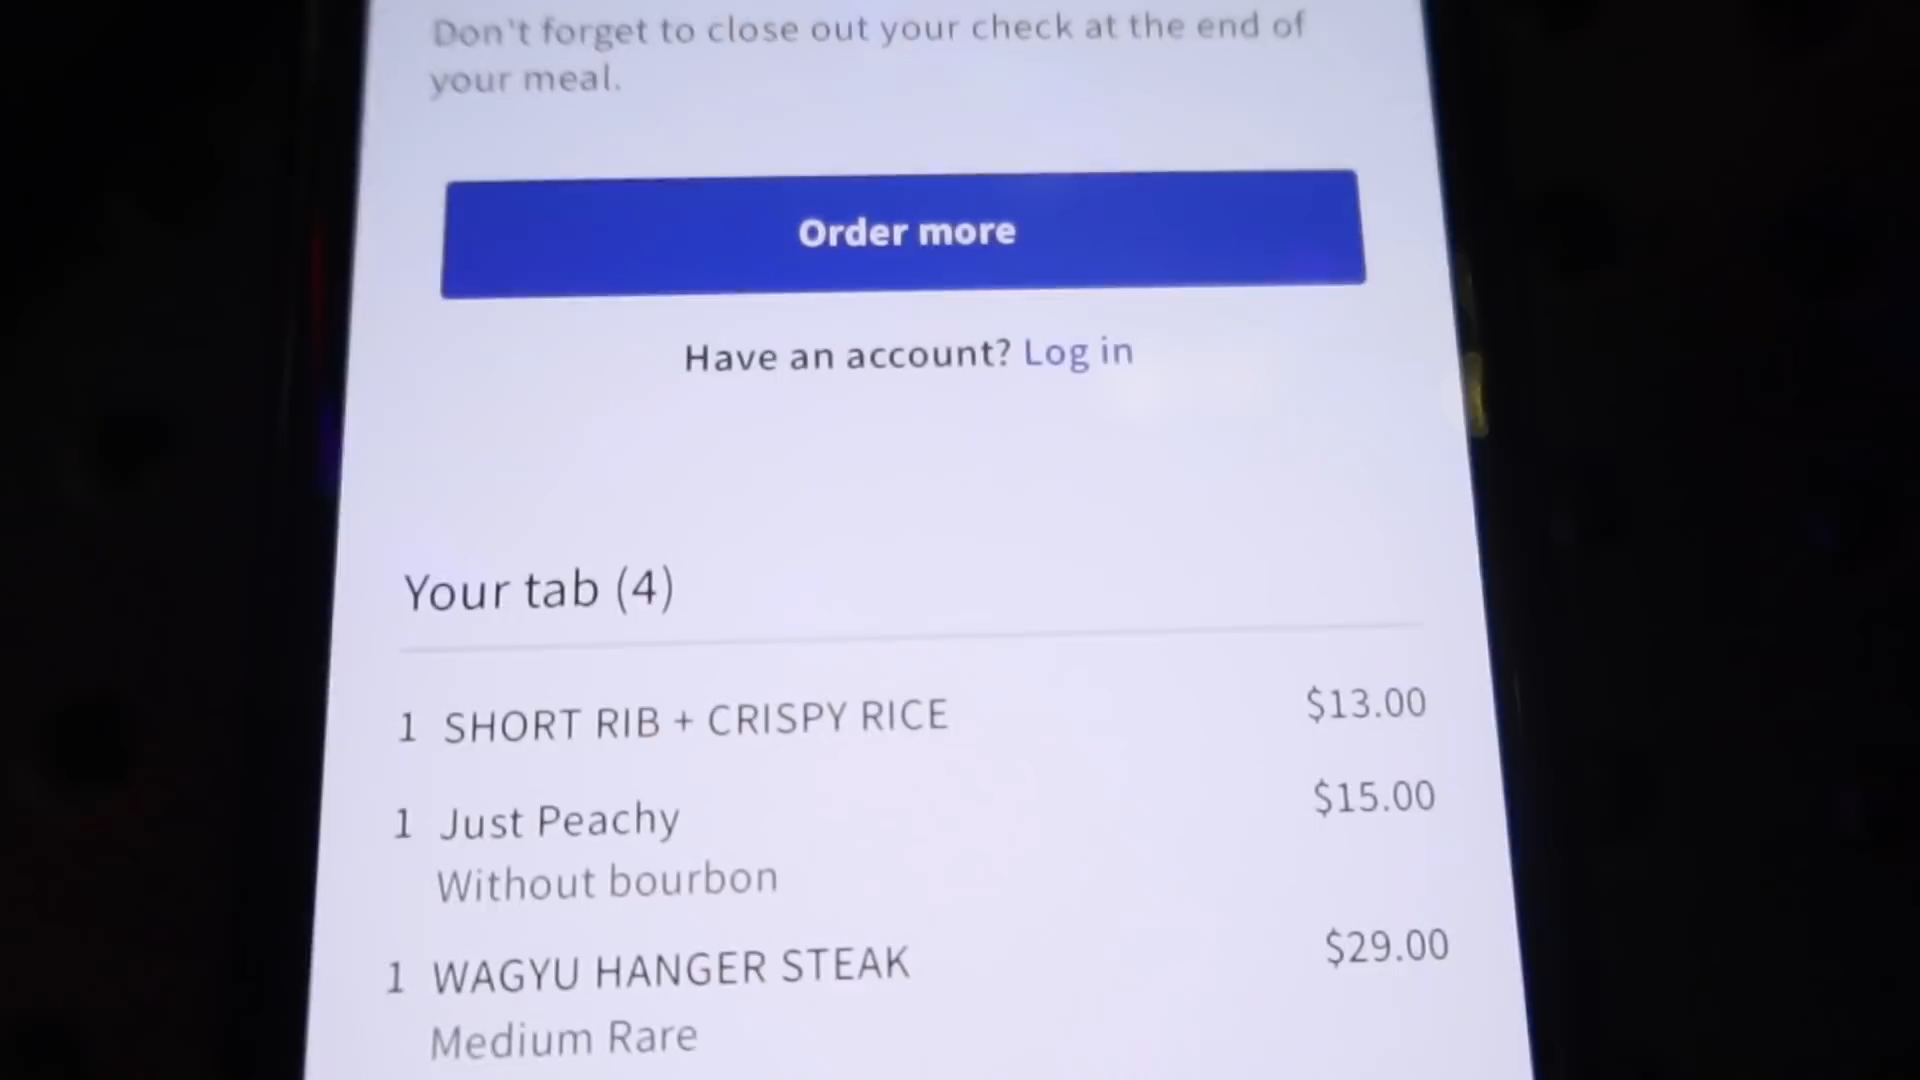 Don't forget to close out your check at the end of
your meal.
Order more
Have an account? Log in
Your tab (4)
1 SHORT RIB + CRISPY RICE $13.00
1 Just Peachy $15.00
Without bourbon
1 WAGYU HANGER STEAK $29.00
Medium Rare